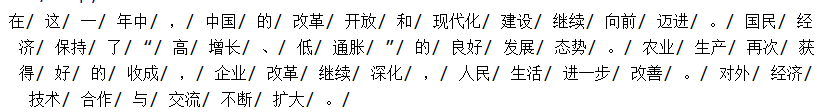 在/ 这/ 一/ 年中/ ，/ 中国/ 的/ 改革/ 开放/ 和/ 现代化/ 建设/ 继续/ 向前/ 迈进/ 。/ 国民/ 经
济/ 保持/ 了/ “/ 高/ 增长/ 、/ 低/ 通胀/ ”/ 的/ 良好/ 发展/ 态势/ 。/ 农业/ 生产/ 再次/ 获
得/ 好/ 的/ 收成/ ，/ 企业/ 改革/ 继续/ 深化/ ，/ 人民/ 生活/ 进一步/ 改善/ 。/ 对外/ 经济/
技术/ 合作/ 与/ 交流/ 不断/ 扩大/ 。/